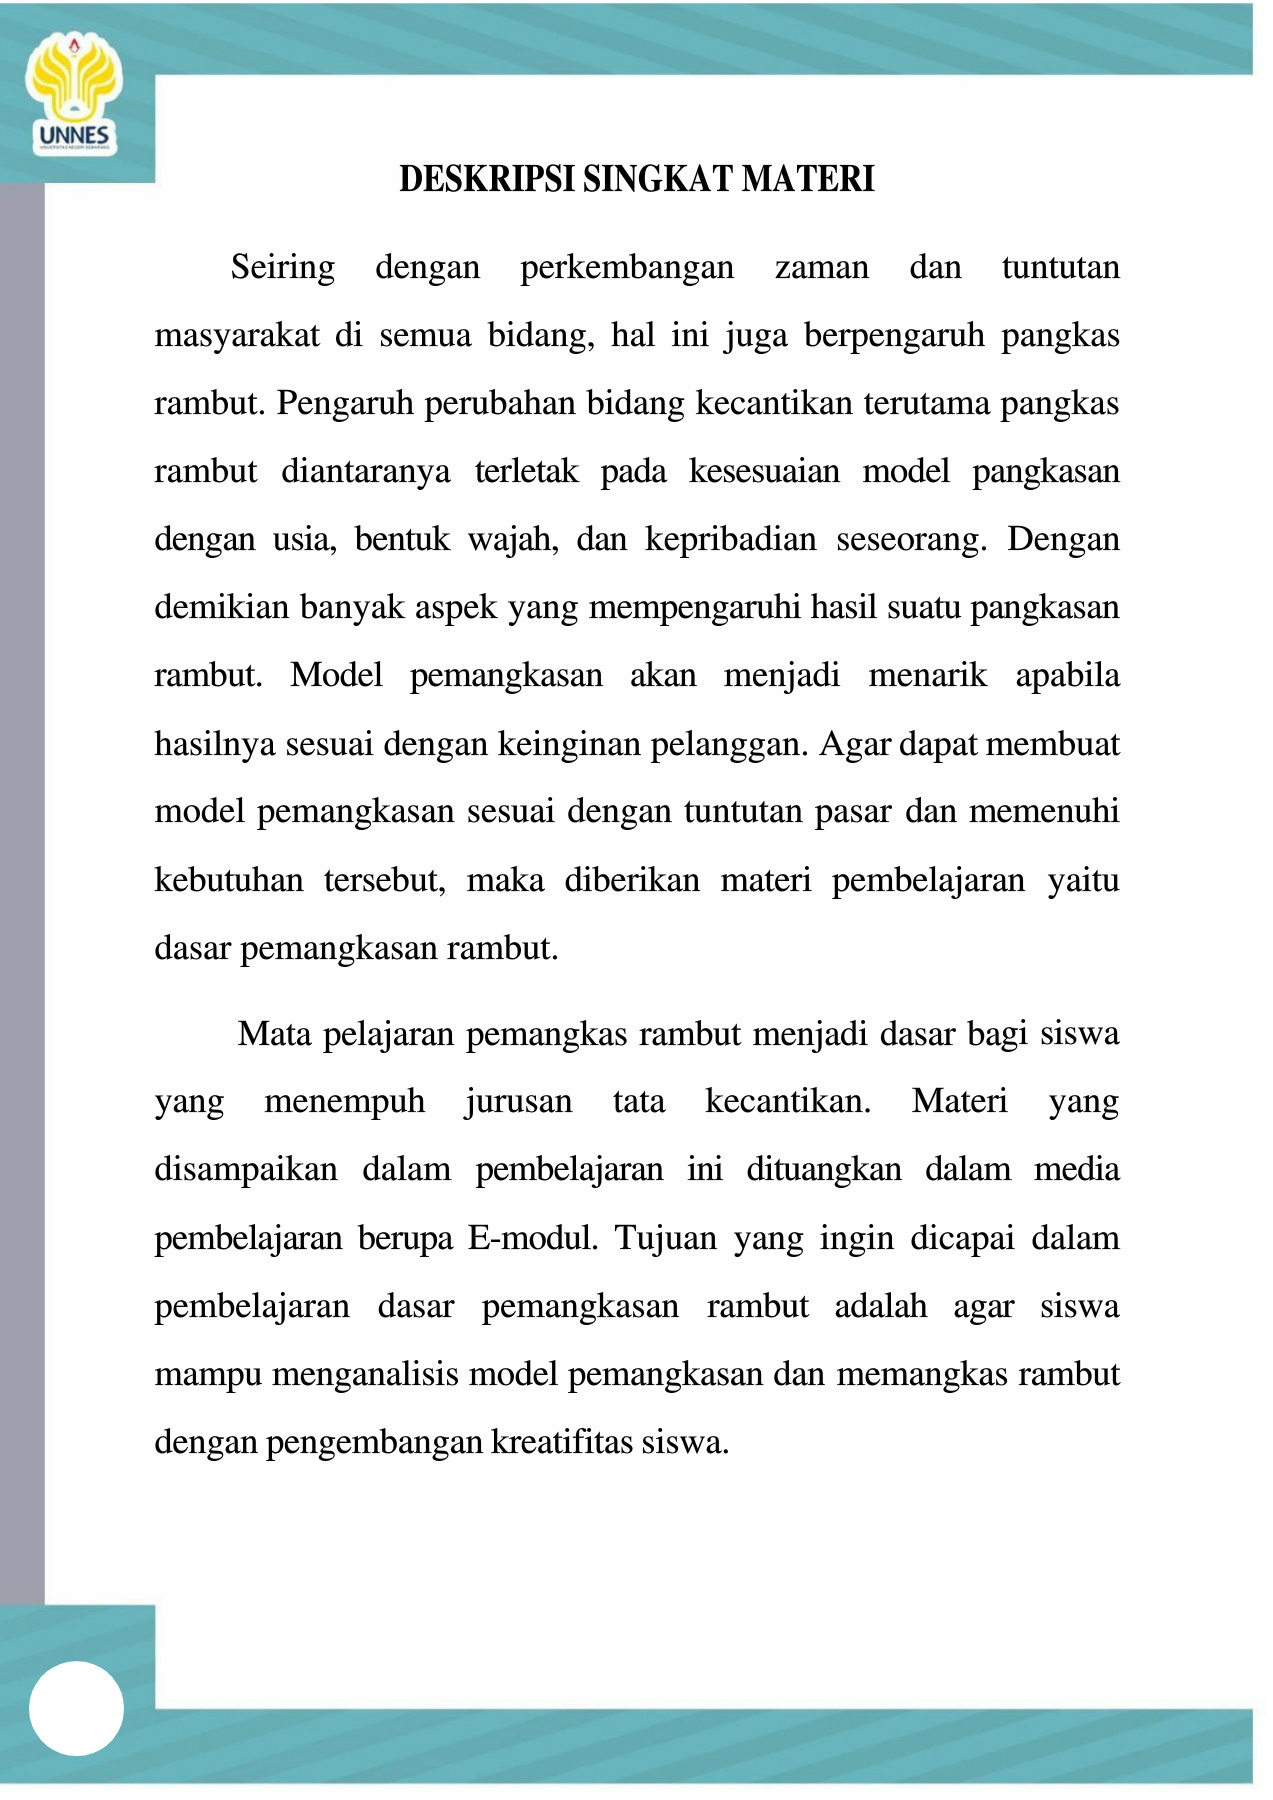 UNNES
UNIVERSITAS NEGERI SEMARANG
DESKRIPSI SINGKAT MATERI
Seiring dengan perkembangan zaman dan tuntutan
masyarakat di semua bidang, hal ini juga berpengaruh pangkas
rambut. Pengaruh perubahan bidang kecantikan terutama pangkas
rambut diantaranya terletak pada kesesuaian model pangkasan
dengan usia, bentuk wajah, dan kepribadian seseorang. Dengan
demikian banyak aspek yang mempengaruhi hasil suatu pangkasan
rambut. Model pemangkasan akan menjadi menarik apabila
hasilnya sesuai dengan keinginan pelanggan. Agar dapat membuat
model pemangkasan sesuai dengan tuntutan pasar dan memenuhi
kebutuhan tersebut, maka diberikan materi pembelajaran yaitu
dasar pemangkasan rambut.
Mata pelajaran pemangkas rambut menjadi dasar bagi siswa
yang menempuh jurusan tata kecantikan. Materi yang
disampaikan dalam pembelajaran ini dituangkan dalam media
pembelajaran berupa E-modul. Tujuan yang ingin dicapai dalam
pembelajaran dasar pemangkasan rambut adalah agar siswa
mampu menganalisis model pemangkasan dan memangkas rambut
dengan pengembangan kreatifitas siswa.